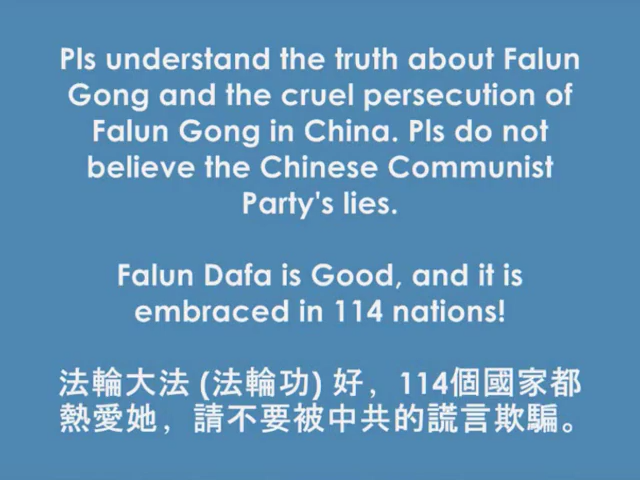 Pls understand the truth about Falun
Gong and the cruel persecution of
Falun Gong in China. Pls do not
believe the Chinese Communist
Party's lies.
Falun Dafa is Good, and it is
embraced in 114 nations!
法輪大法 (法輪功) 好，114個國家都
熱愛她，請不要被中共的謊言欺騙。